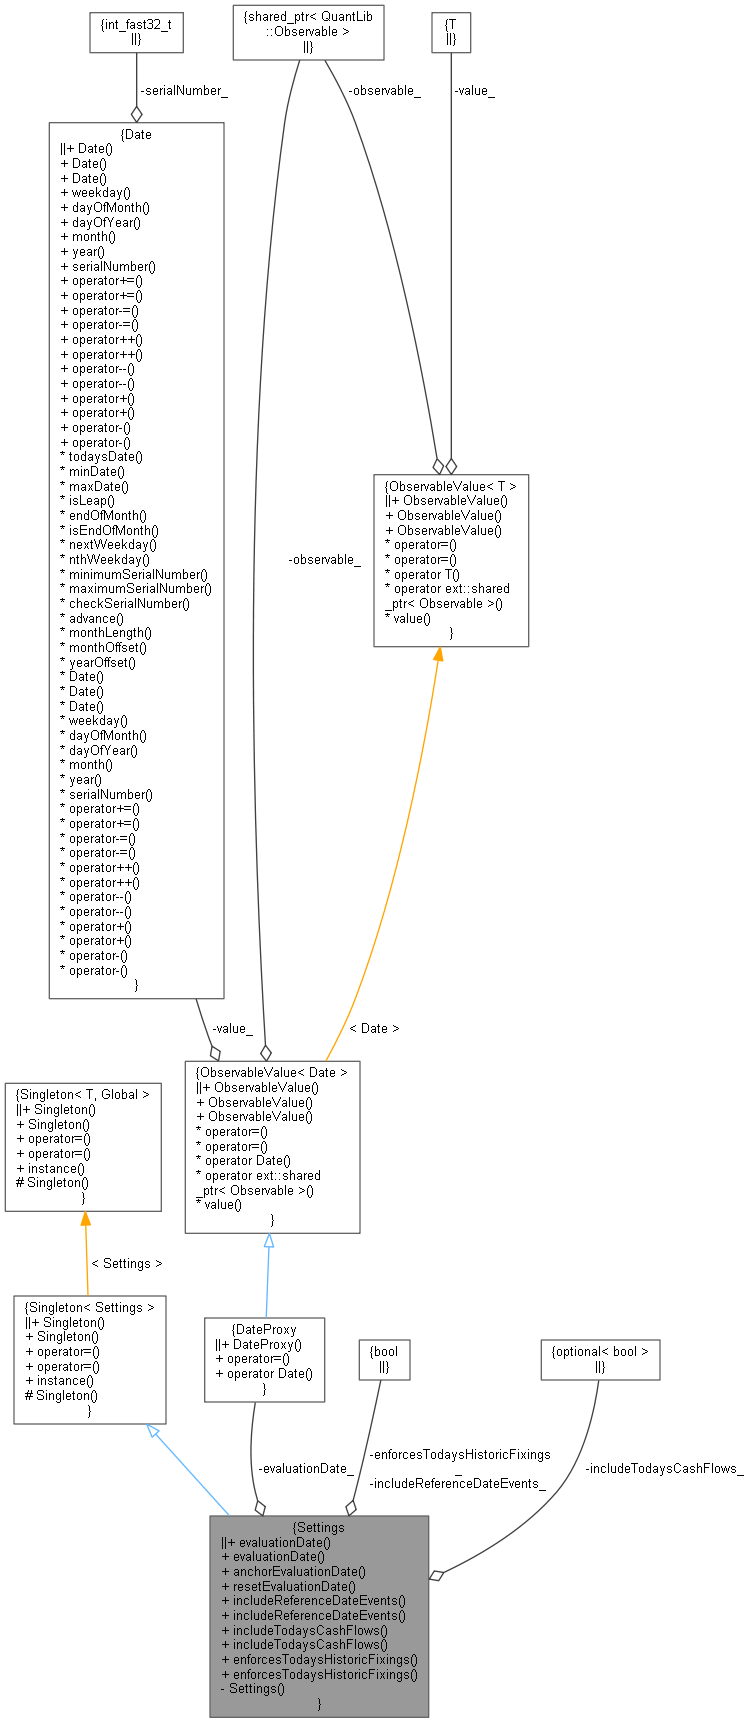 {int_fast32_t
||}
{shared_ptr< QuantLib
::Observable >
||}
{T
||}
-serialNumber_
-observable_
-value_
{Date
||+ Date()
+ Date()
+ Date()
+ weekday()
+ dayOfMonth()
+ dayOfYear()
+ month()
+ year()
+ serialNumber()
+ operator+=()
+ operator+=()
+ operator-=()
+ operator-=()
+ operator++()
+ operator++()
+ operator--()
+ operator--()
+ operator+()
+ operator+()
+ operator-()
+ operator-()
* todaysDate()
* minDate()
* maxDate()
* isLeap()
* endOfMonth()
* isEndOfMonth()
* nextWeekday()
* nthWeekday()
* minimumSerialNumber()
* maximumSerialNumber()
* checkSerialNumber()
* advance()
* monthLength()
* monthOffset()
* yearOffset()
* Date()
* Date()
* Date()
* weekday()
* dayOfMonth()
* dayOfYear()
* month()
* year()
* serialNumber()
* operator+=()
* operator+=()
* operator-=()
* operator-=()
* operator++()
* operator++()
* operator--()
* operator--()
* operator+()
* operator+()
* operator-()
* operator-()
}
{ObservableValue< T >
||+ ObservableValue()
+ ObservableValue()
+ ObservableValue()
* operator=()
* operator=()
* operator T()
* operator ext::shared
_ptr< Observable >()
* value()
}
-observable_
-value_
< Date >
{ObservableValue< Date >
||+ ObservableValue()
+ ObservableValue()
+ ObservableValue()
* operator=()
* operator=()
* operator Date()
* operator ext::shared
_ptr< Observable >()
* value()
}
{Singleton< T, Global >
||+ Singleton()
+ Singleton()
+ operator=()
+ operator=()
+ instance()
# Singleton()
}
< Settings >
{Singleton< Settings >
||+ Singleton()
+ Singleton()
+ operator=()
+ operator=()
+ instance()
# Singleton()
}
{DateProxy
||+ DateProxy()
+ operator=()
+ operator Date()
}
{bool
||}
{optional< bool >
||}
-evaluationDate_
-enforcesTodaysHistoricFixings
_
-includeReferenceDateEvents_
-includeTodaysCashFlows_
{Settings
||+ evaluationDate()
+ evaluationDate()
+ anchorEvaluationDate()
+ resetEvaluationDate()
+ includeReferenceDateEvents()
+ includeReferenceDateEvents()
+ includeTodaysCashFlows()
+ includeTodaysCashFlows()
+ enforcesTodaysHistoricFixings()
+ enforcesTodaysHistoricFixings()
- Settings()
}